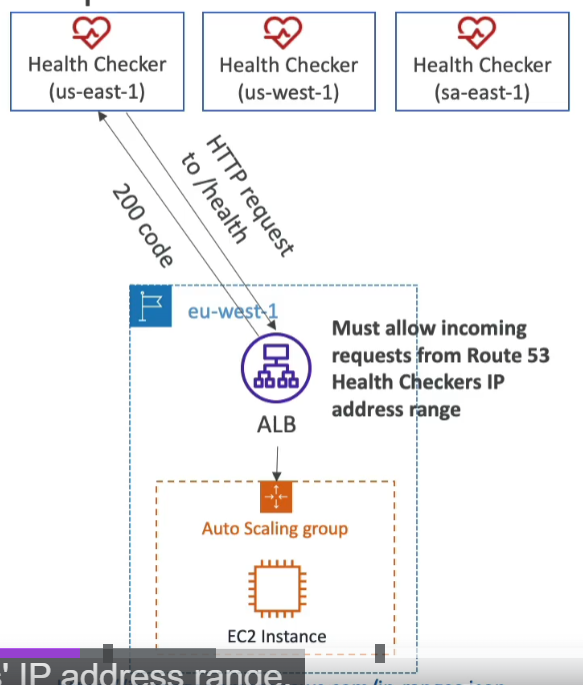 Health Checker
(us-east-1)
Health Checker
(us-west-1)
Health Checker
(sa-east-1)
HTTP request
to /health
200 code
eu-west-1
Must allow incoming
requests from Route 53
Health Checkers IP
address range
ALB
Auto Scaling group
EC2 Instance
' IP address range